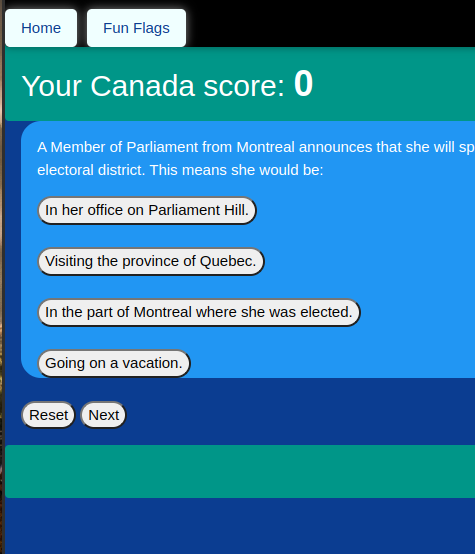 Home
Fun Flags
Your Canada score: 0
A Member of Parliament from Montreal announces that she will
electoral district. This means she would be:
In her office on Parliament Hill.
Visiting the province of Quebec.
In the part of Montreal where she was elected.
Going on a vacation.
Reset
Next